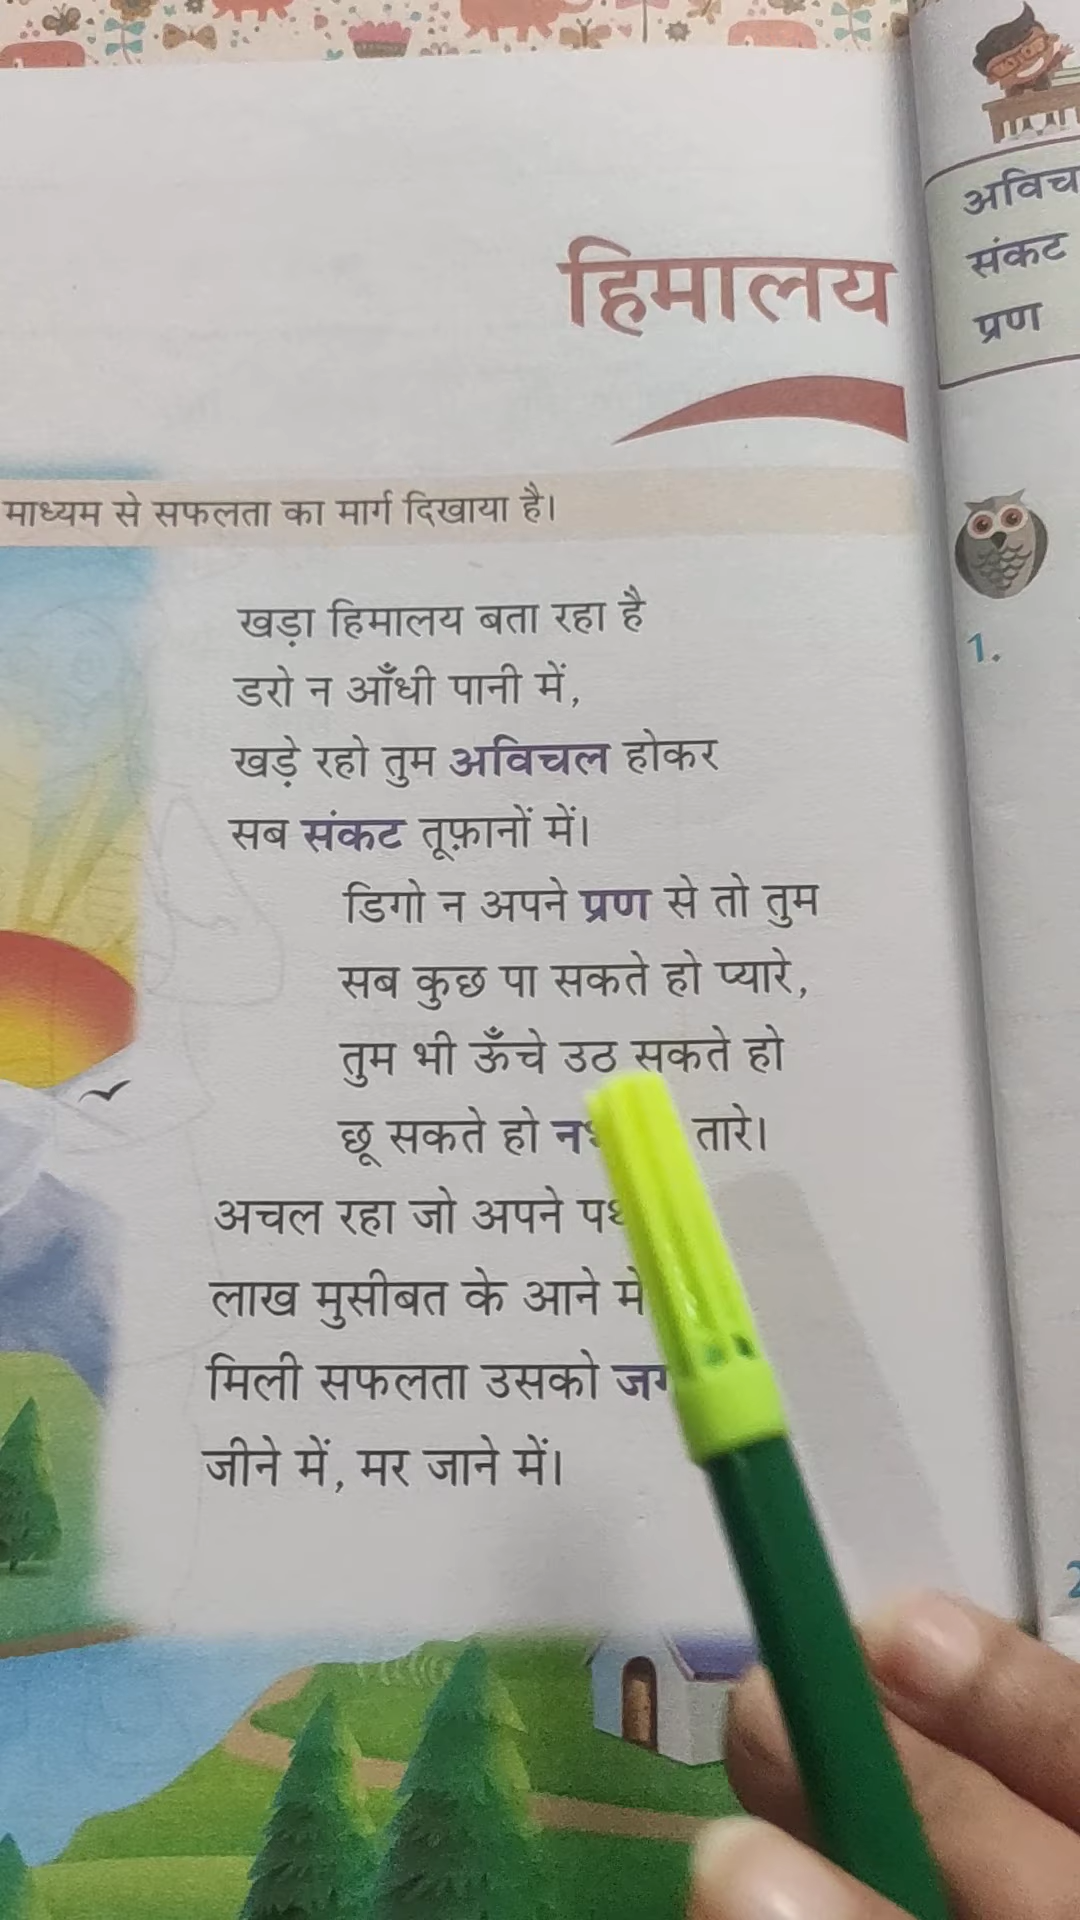 हिमालय
माध्यम से सफलता का मार्ग दिखाया है।
खड़ा हिमालय बता रहा है
डरो न आँधी पानी में,
खड़े रहो तुम अविचल होकर
सब संकट तूफ़ानों में।
डिगो न अपने प्रण से तो तुम
सब कुछ पा सकते हो प्यारे,
तुम भी ऊँचे उठ सकते हो
छू सकते हो तारे।
अचल रहा जो अपने
लाख मुसीबत के आने में
मिली सफलता उसको
जीने में, मर जाने में।
संकट
प्रण
1.
2